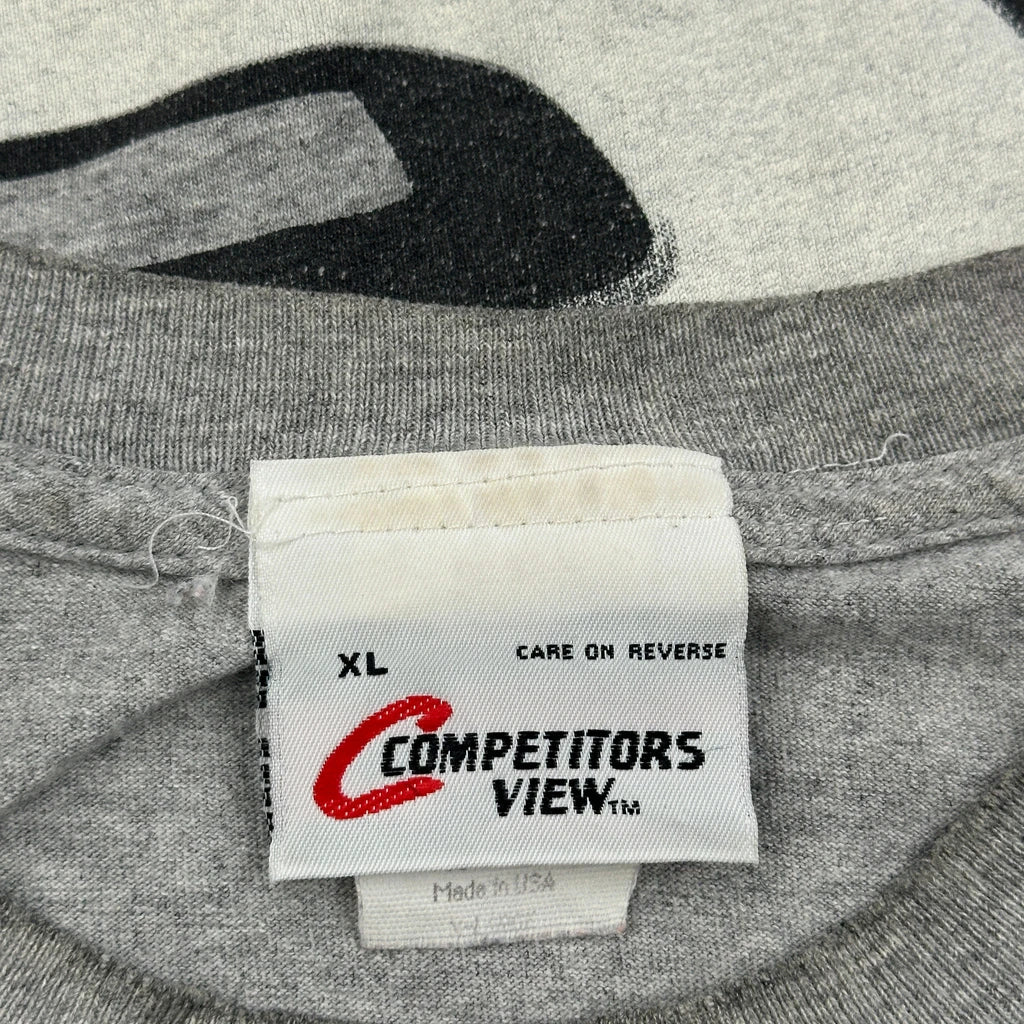 XL
CARE ON REVERSE
COMPETITORS
VIEW™
Made in USA